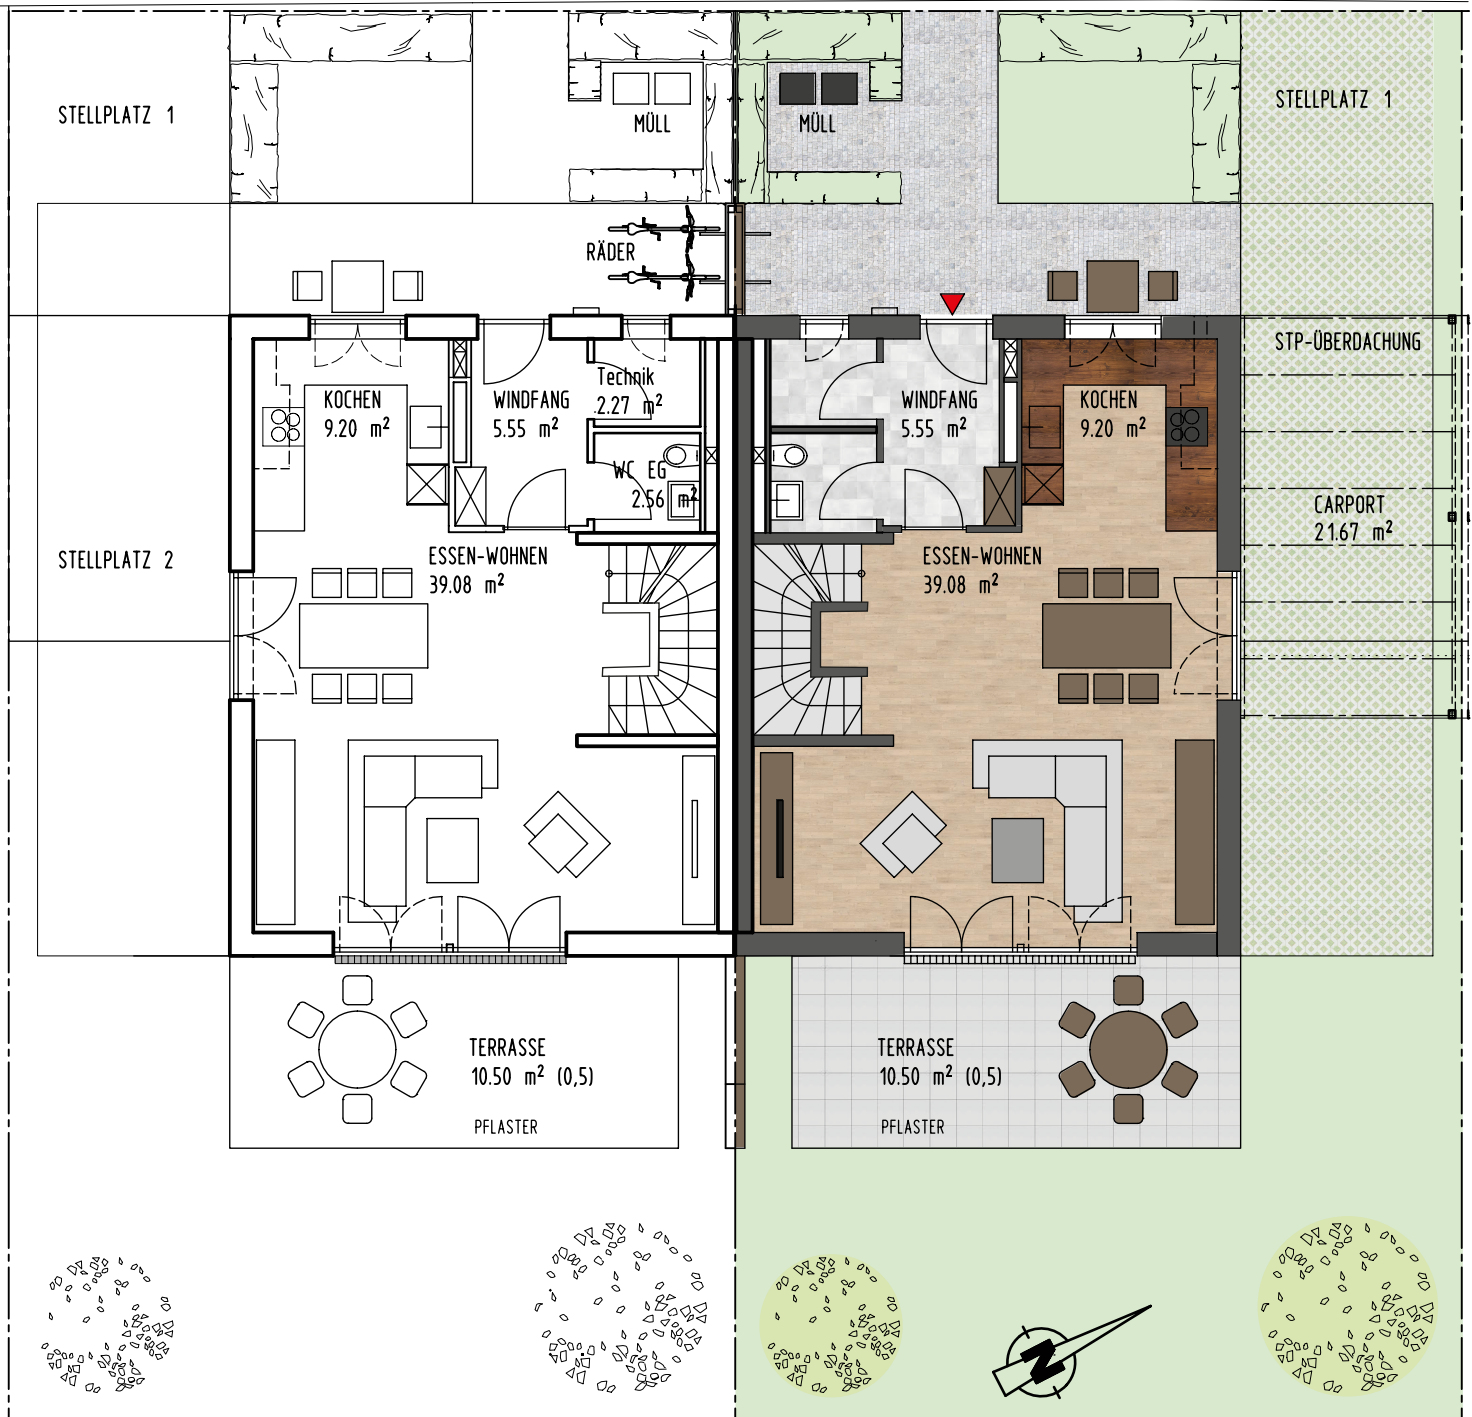 STELLPLATZ 1
MÜLL
MÜLL
STELLPLATZ 1
RÄDER
STP-ÜBERDACHUNG
KOCHEN
9.20 m²
WINDFANG
5.55 m²
Technik
2.27 m²
WC EG
2.56 m²
WINDFANG
5.55 m²
KOCHEN
9.20 m²
CARPORT
21.67 m²
STELLPLATZ 2
ESSEN-WOHNEN
39.08 m²
ESSEN-WOHNEN
39.08 m²
TERRASSE
10.50 m² (0,5)
PFLASTER
TERRASSE
10.50 m² (0,5)
PFLASTER
N